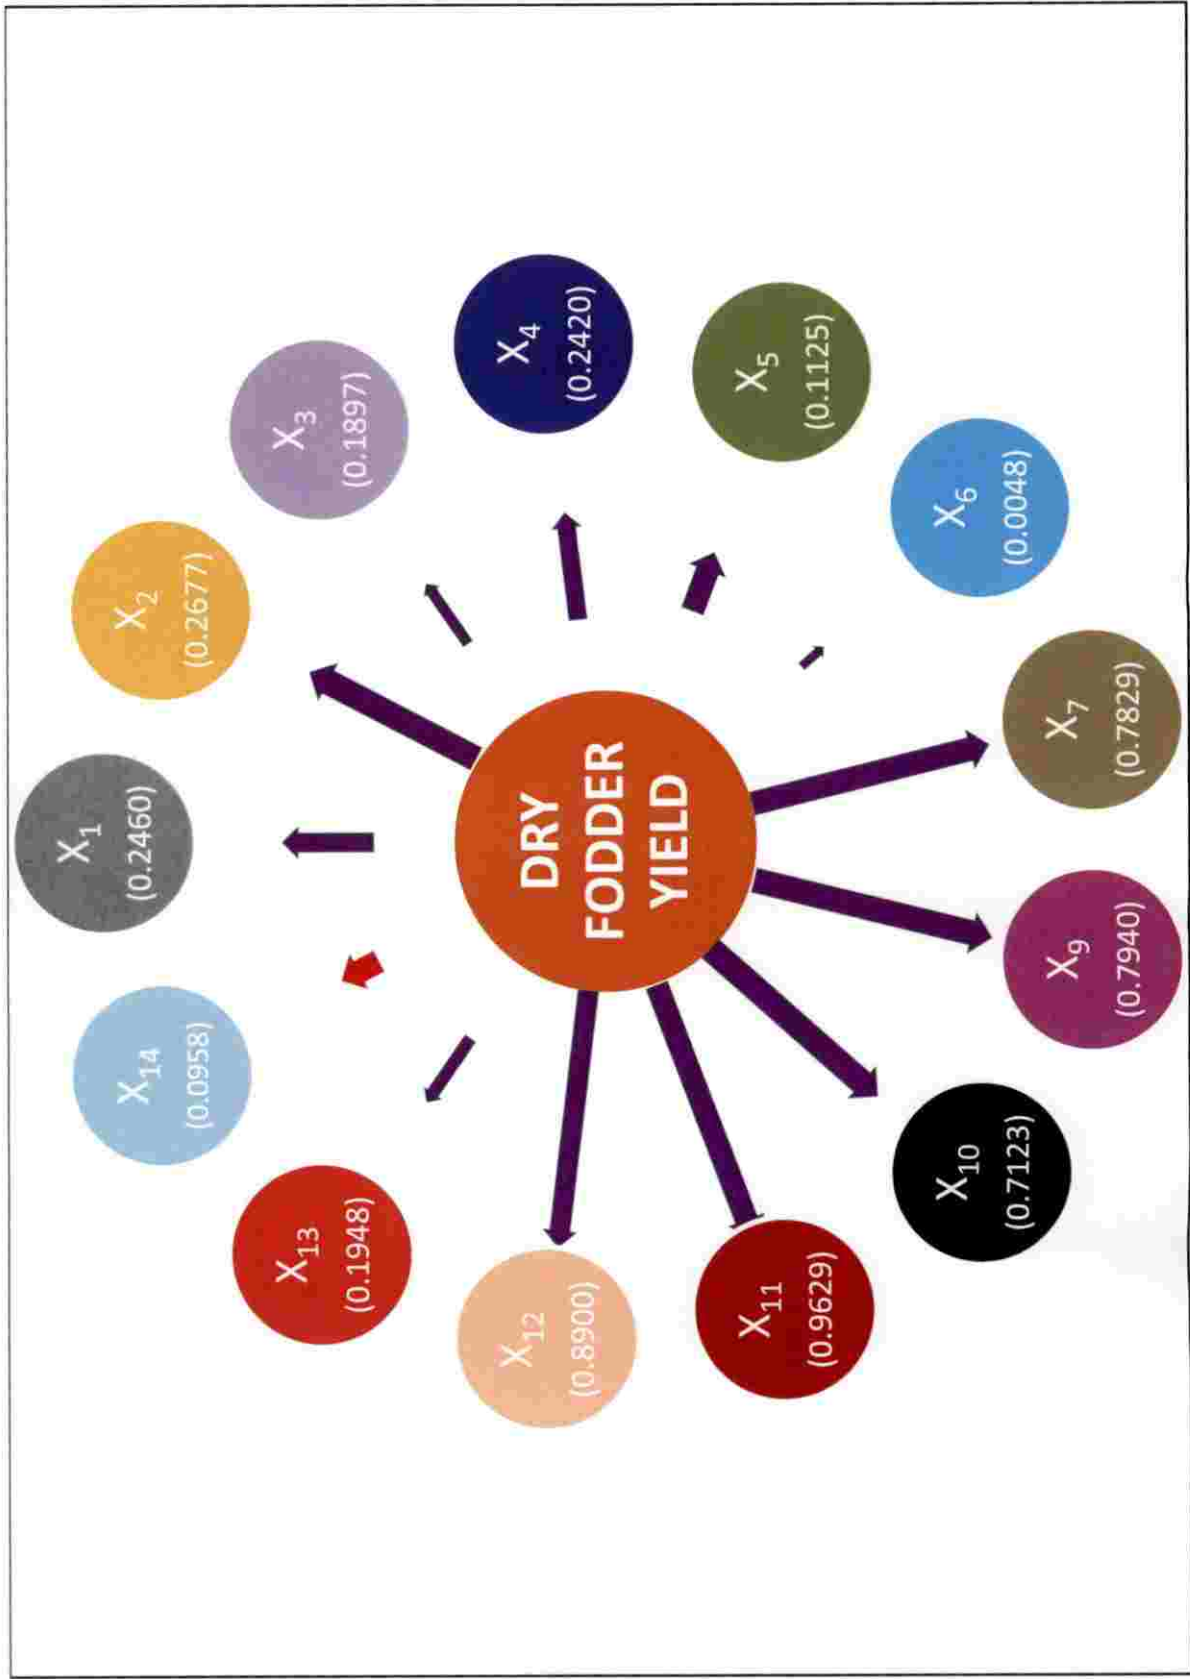 DRY
FODDER
YIELD
X1
(0.2460)
X2
(0.2677)
X3
(0.1897)
X4
(0.2420)
X5
(0.1125)
X6
(0.0048)
X7
(0.7829)
X9
(0.7940)
X10
(0.7123)
X11
(0.9629)
X12
(0.8900)
X13
(0.1948)
X14
(0.0958)